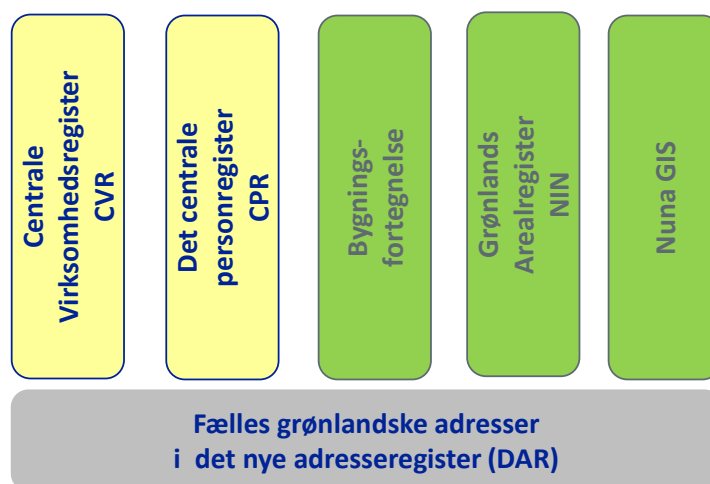 Centrale
Virksomhedsregister
CVR
Det centrale
personregister
CPR
Bygnings-
fortegnelse
Grønlands
Arealregister
NIN
Nuna GIS
Fælles grønlandske adresser
i det nye adresseregister (DAR)